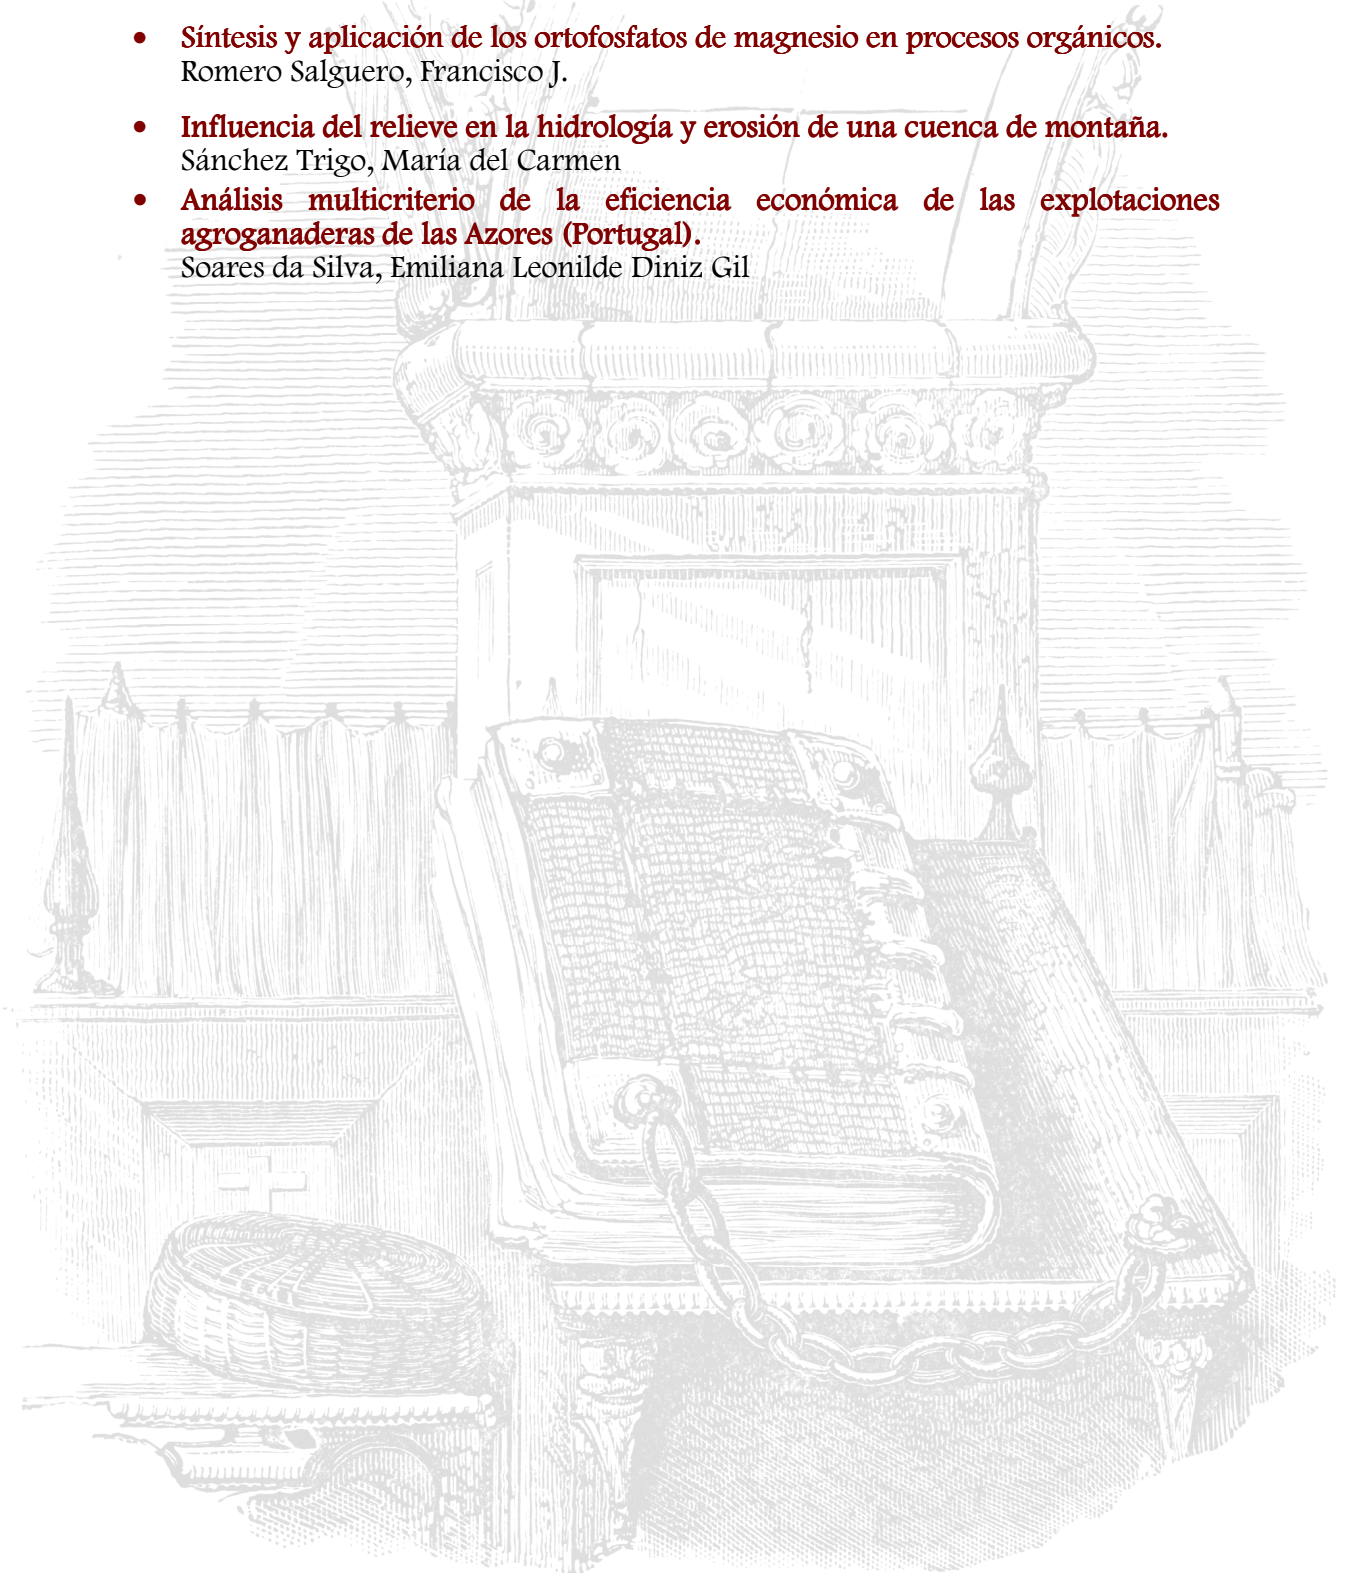 • Síntesis y aplicación de los ortofosfatos de magnesio en procesos orgánicos.
Romero Salguero, Francisco J.
• Influencia del relieve en la hidrología y erosión de una cuenca de montaña.
Sánchez Trigo, María del Carmen
• Análisis multicriterio de la eficiencia económica de las explotaciones
agroganaderas de las Azores (Portugal).
Soares da Silva, Emiliana Leonilde Diniz Gil